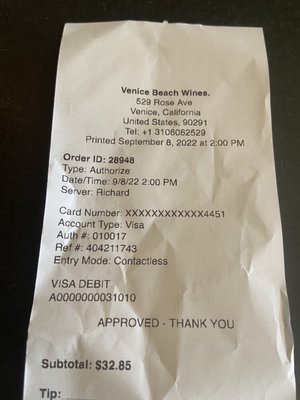 Venice Beach Wines.
529 Rose Ave
Venice, California
United States, 90291
Tel: +1 3106062529
Printed September 8, 2022 at 2:00 PM
Order ID: 28948
Type: Authorize
Date/Time: 9/8/22 2:00 PM
Server: Richard
Card Number: XXXXXXXXXXXX4451
Account Type: Visa
Auth #: 010017
Ref #: 404211743
Entry Mode: Contactless
VISA DEBIT
A0000000031010
APPROVED - THANK YOU
Subtotal: $32.85
Tip: